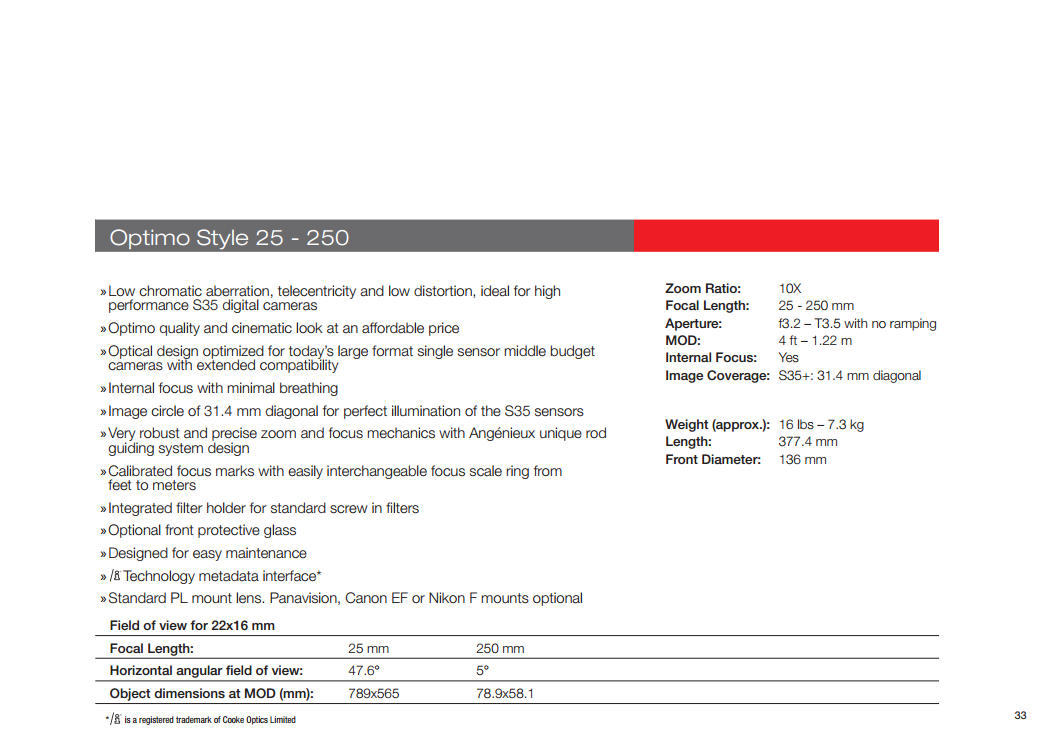 Optimo Style 25 - 250
» Low chromatic aberration, telecentricity and low distortion, ideal for high
performance S35 digital cameras
» Optimo quality and cinematic look at an affordable price
» Optical design optimized for today's large format single sensor middle budget
cameras with extended compatibility
» Internal focus with minimal breathing
» Image circle of 31.4 mm diagonal for perfect illumination of the S35 sensors
» Very robust and precise zoom and focus mechanics with Angénieux unique rod
guiding system design
» Calibrated focus marks with easily interchangeable focus scale ring from
feet to meters
» Integrated filter holder for standard screw in filters
» Optional front protective glass
» Designed for easy maintenance
» /i Technology metadata interface*
» Standard PL mount lens. Panavision, Canon EF or Nikon F mounts optional
Zoom Ratio: 10X
Focal Length: 25 - 250 mm
Aperture: f3.2 – T3.5 with no ramping
MOD: 4 ft – 1.22 m
Internal Focus: Yes
Image Coverage: S35+: 31.4 mm diagonal
Weight (approx.): 16 lbs – 7.3 kg
Length: 377.4 mm
Front Diameter: 136 mm
Field of view for 22x16 mm
Focal Length: 25 mm 250 mm
Horizontal angular field of view: 47.6° 5°
Object dimensions at MOD (mm): 789x565 78.9x58.1
* /i is a registered trademark of Cooke Optics Limited
33